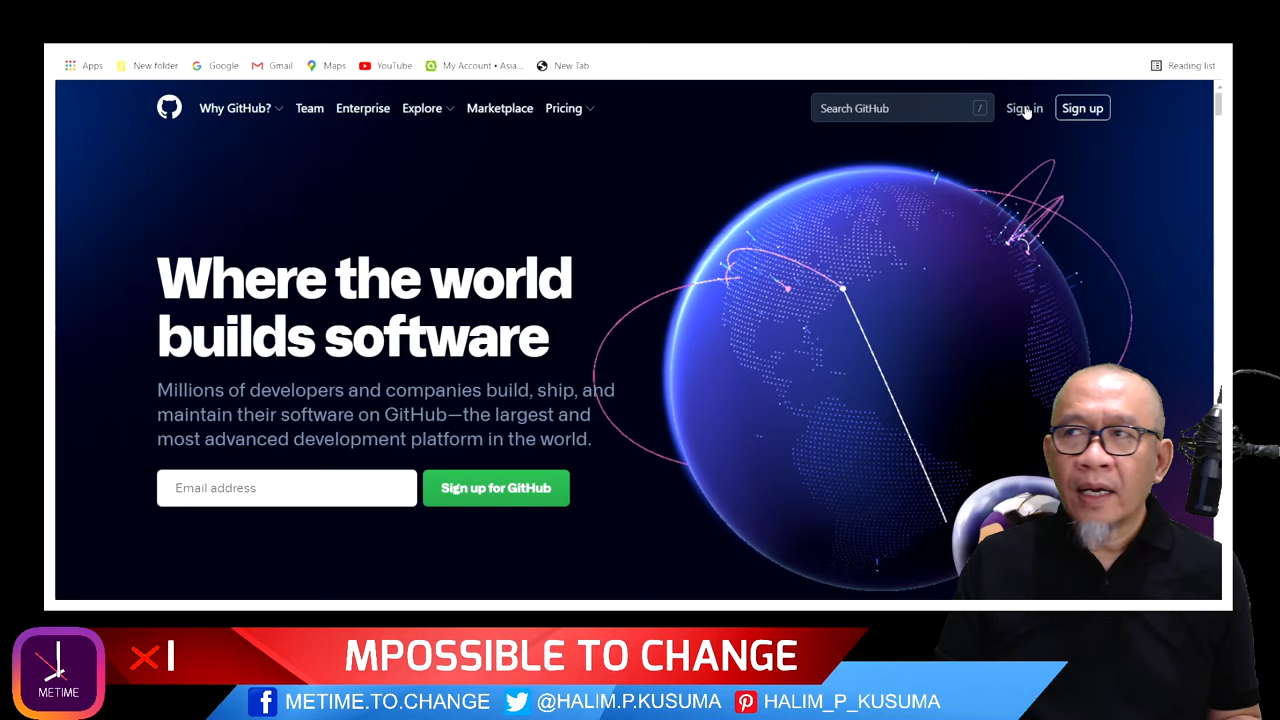 Apps New folder Google Gmail Maps YouTube My Account • Asia... New Tab Reading list
Why GitHub? Team Enterprise Explore Marketplace Pricing Search GitHub / Sign in Sign up
Where the world
builds software
Millions of developers and companies build, ship, and
maintain their software on GitHub—the largest and
most advanced development platform in the world.
Email address Sign up for GitHub
METIME
X I MPOSSIBLE TO CHANGE
METIME.TO.CHANGE @HALIM.P.KUSUMA HALIM_P_KUSUMA